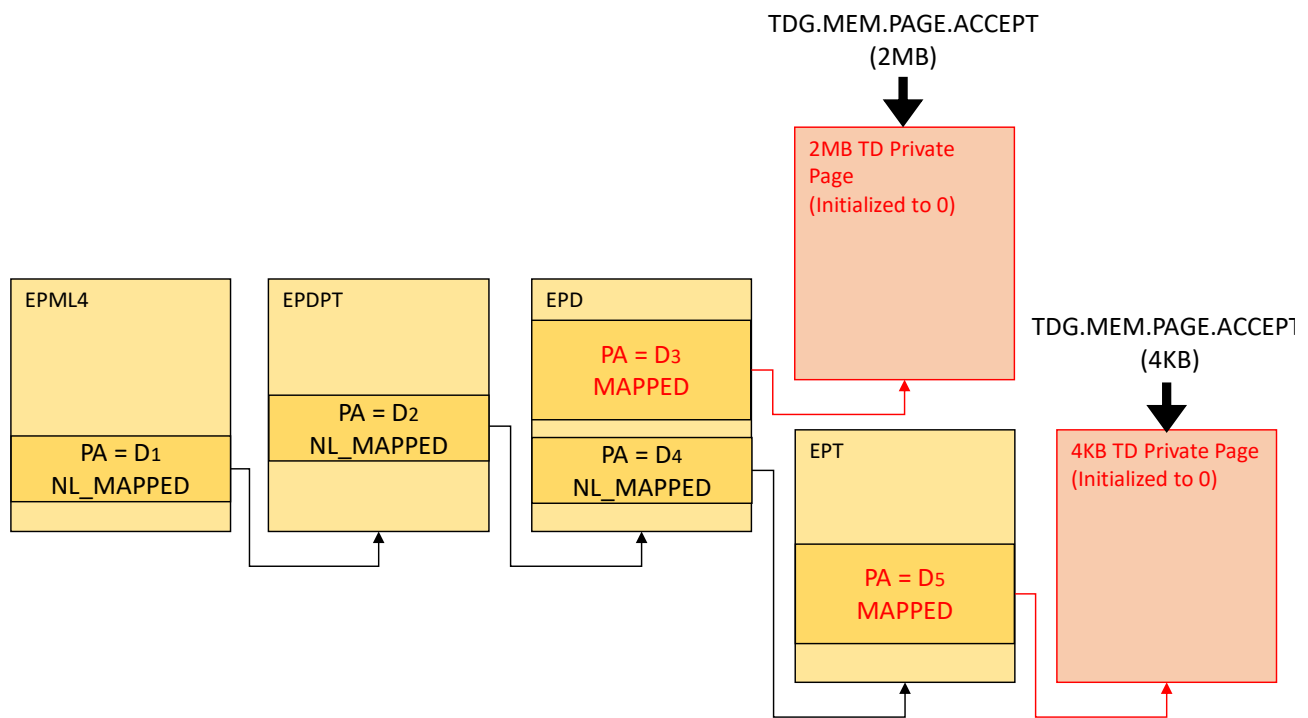 TDG.MEM.PAGE.ACCEPT
(2MB)
2MB TD Private
Page
(Initialized to 0)
EPML4
PA = D1
NL_MAPPED
EPDPT
PA = D2
NL_MAPPED
EPD
PA = D3
MAPPED
PA = D4
NL_MAPPED
TDG.MEM.PAGE.ACCEPT
(4KB)
EPT
PA = D5
MAPPED
4KB TD Private Page
(Initialized to 0)